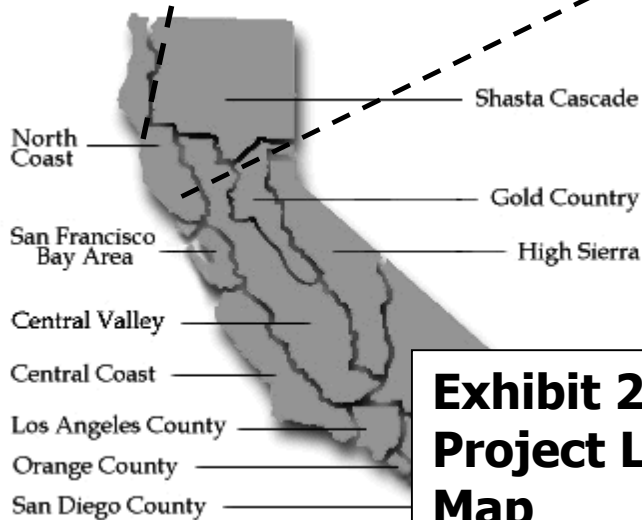 Shasta Cascade
North
Coast
Gold Country
San Francisco
Bay Area
High Sierra
Central Valley
Central Coast
Los Angeles County
Orange County
San Diego County
Exhibit 2
Project L
Map